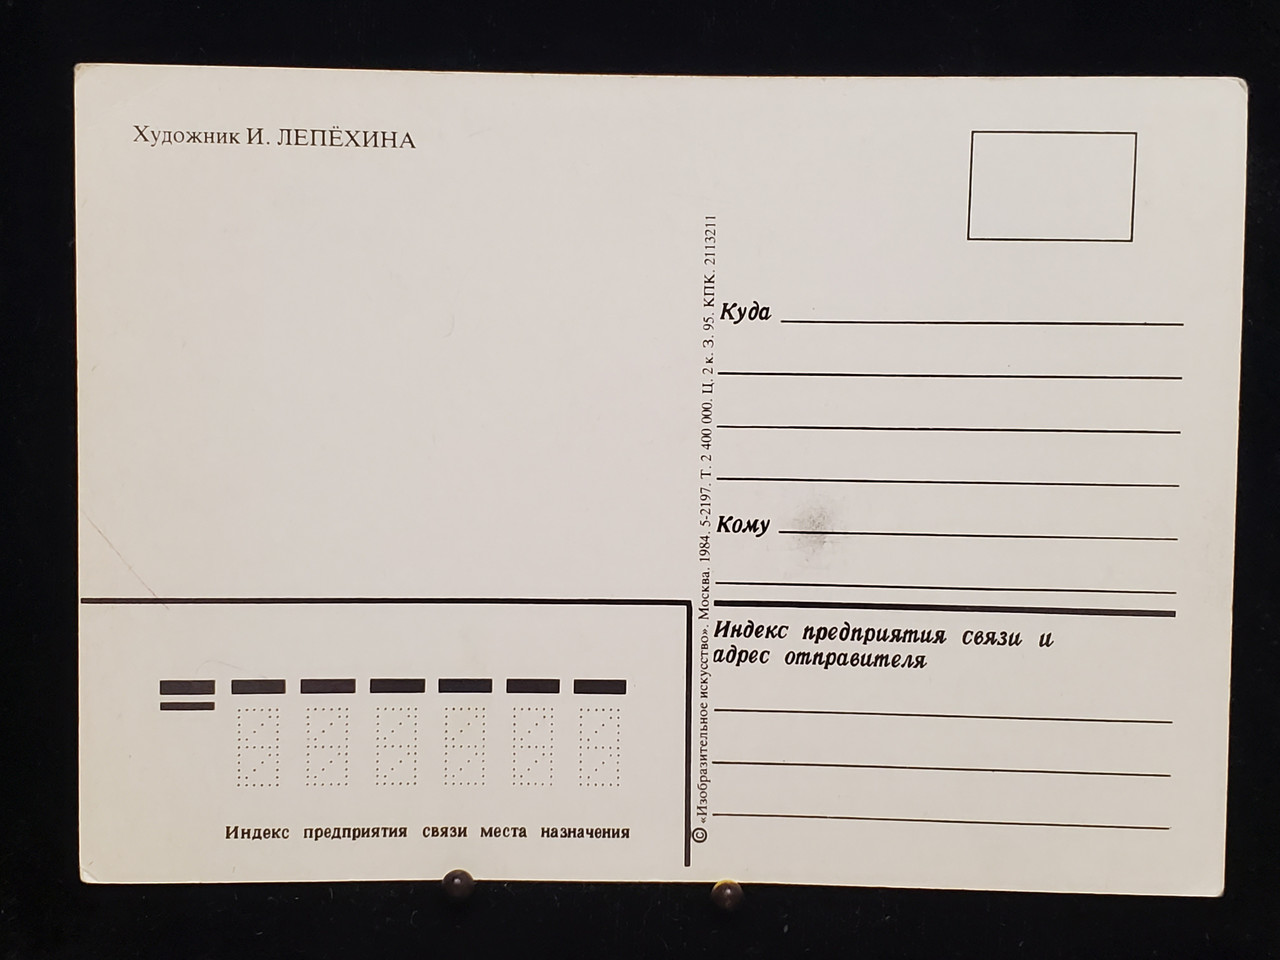 Художник И. ЛЕПЁХИНА
© «Изобразительное искусство». Москва. 1984. 5-2197. Т. 2 400 000. Ц. 2 к. З. 95. КПК. 2113211
Куда
Кому
Индекс предприятия связи и
адрес отправителя
Индекс предприятия связи места назначения